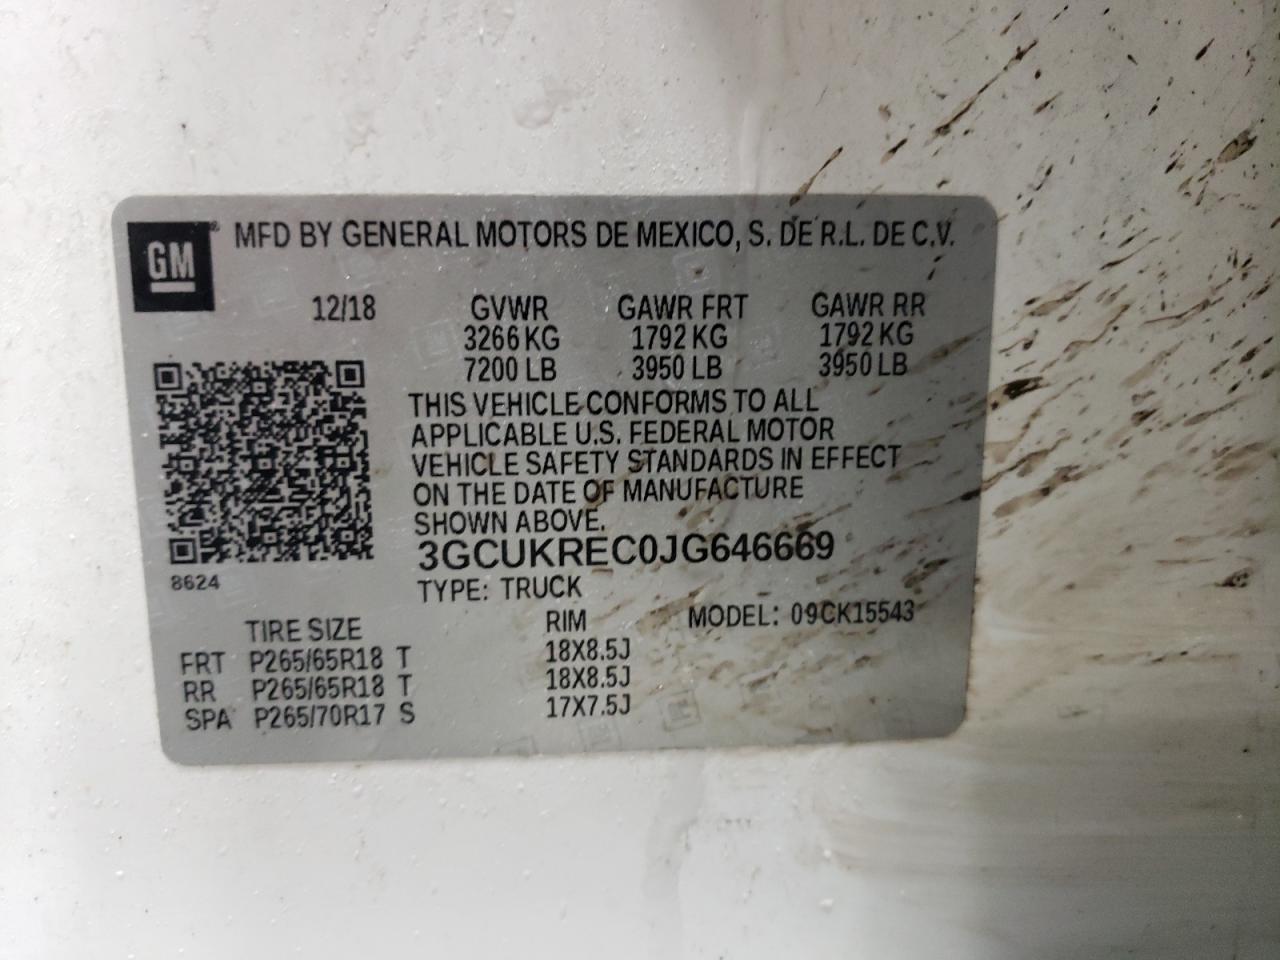 GM® MFD BY GENERAL MOTORS DE MEXICO, S. DE R.L. DE C.V.
12/18 GVWR GAWR FRT GAWR RR
3266 KG 1792 KG 1792 KG
7200 LB 3950 LB 3950 LB
THIS VEHICLE CONFORMS TO ALL
APPLICABLE U.S. FEDERAL MOTOR
VEHICLE SAFETY STANDARDS IN EFFECT
ON THE DATE OF MANUFACTURE
SHOWN ABOVE.
3GCUKREC0JG646669
8624
TYPE: TRUCK
TIRE SIZE RIM MODEL: 09CK15543
FRT P265/65R18 T 18X8.5J
RR P265/65R18 T 18X8.5J
SPA P265/70R17 S 17X7.5J